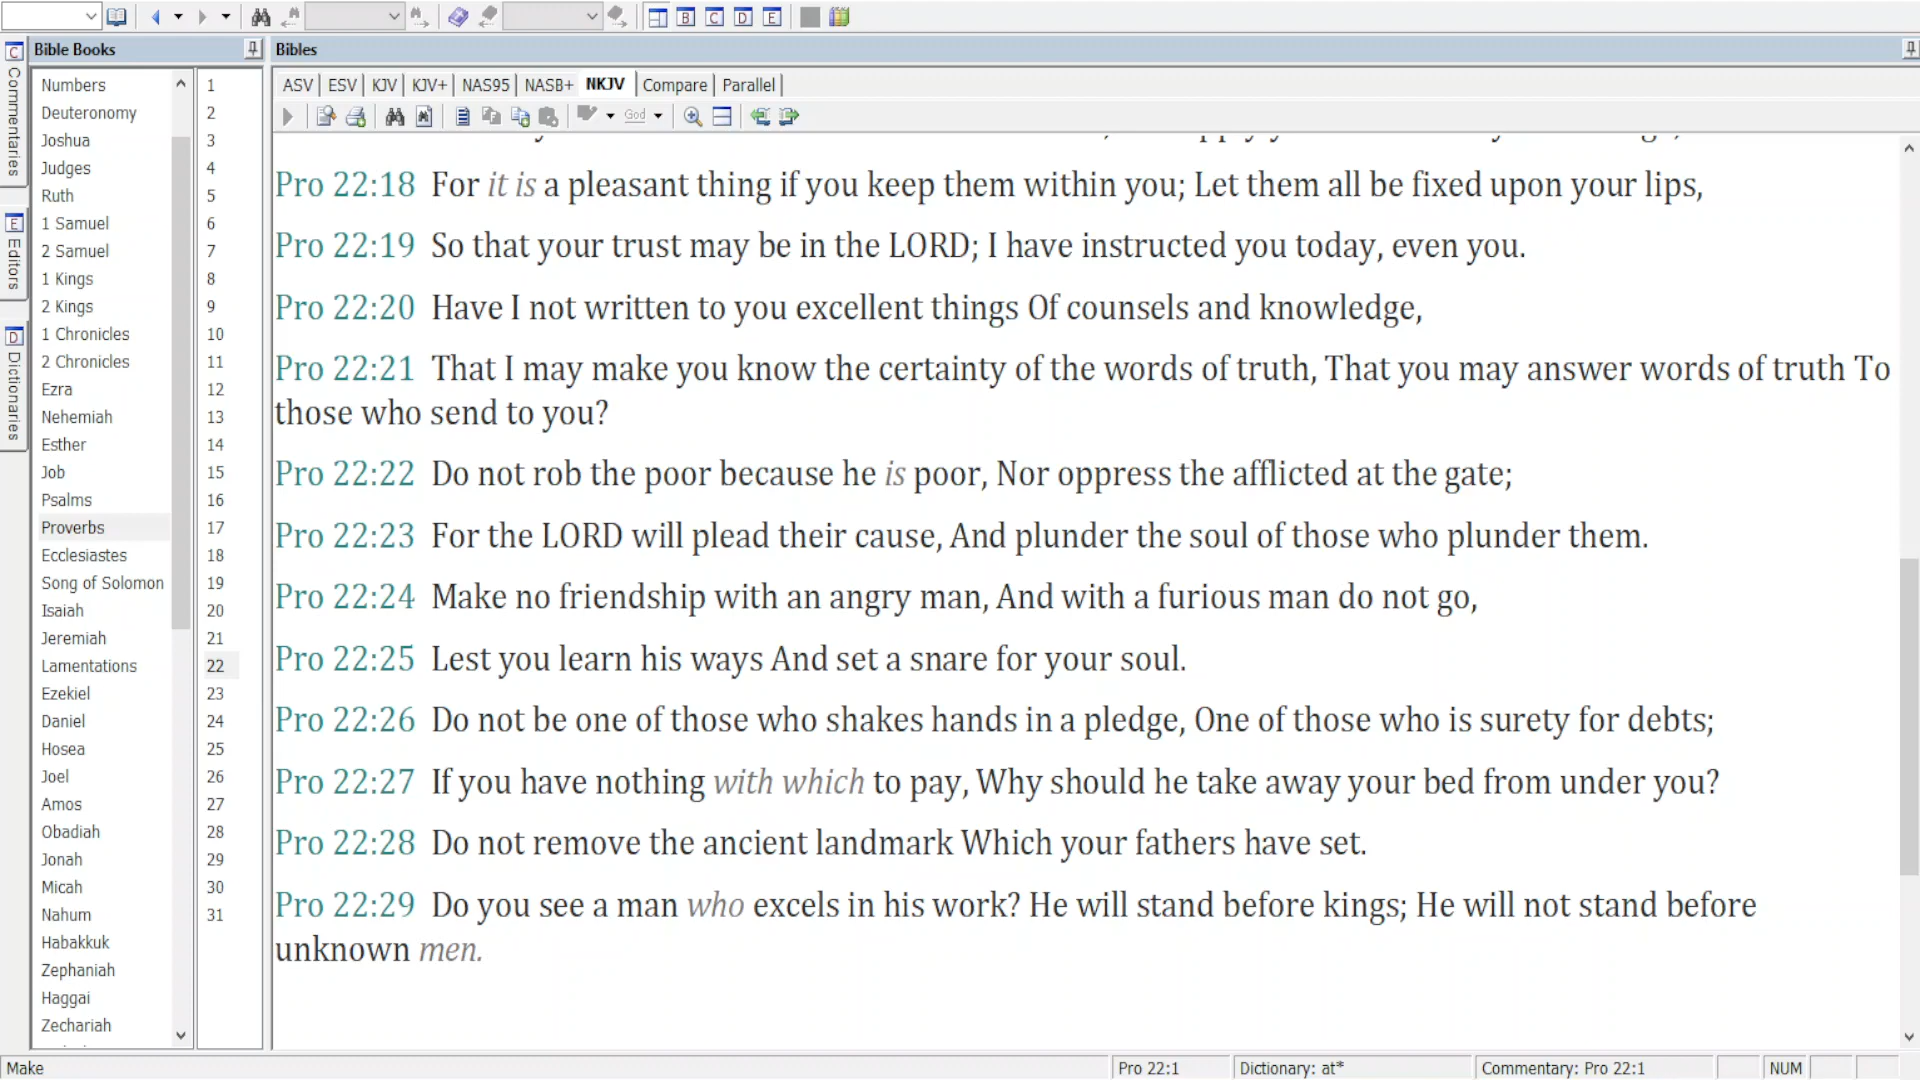 Bible Books
Bibles
Commentaries
Editors
Dictionaries
Numbers
Deuteronomy
Joshua
Judges
Ruth
1 Samuel
2 Samuel
1 Kings
2 Kings
1 Chronicles
2 Chronicles
Ezra
Nehemiah
Esther
Job
Psalms
Proverbs
Ecclesiastes
Song of Solomon
Isaiah
Jeremiah
Lamentations
Ezekiel
Daniel
Hosea
Joel
Amos
Obadiah
Jonah
Micah
Nahum
Habakkuk
Zephaniah
Haggai
Zechariah
1
2
3
4
5
6
7
8
9
10
11
12
13
14
15
16
17
18
19
20
21
22
23
24
25
26
27
28
29
30
31
ASV ESV KJV KJV+ NAS95 NASB+ NKJV Compare Parallel
God
Pro 22:18 For it is a pleasant thing if you keep them within you; Let them all be fixed upon your lips,
Pro 22:19 So that your trust may be in the LORD; I have instructed you today, even you.
Pro 22:20 Have I not written to you excellent things Of counsels and knowledge,
Pro 22:21 That I may make you know the certainty of the words of truth, That you may answer words of truth To
those who send to you?
Pro 22:22 Do not rob the poor because he is poor, Nor oppress the afflicted at the gate;
Pro 22:23 For the LORD will plead their cause, And plunder the soul of those who plunder them.
Pro 22:24 Make no friendship with an angry man, And with a furious man do not go,
Pro 22:25 Lest you learn his ways And set a snare for your soul.
Pro 22:26 Do not be one of those who shakes hands in a pledge, One of those who is surety for debts;
Pro 22:27 If you have nothing with which to pay, Why should he take away your bed from under you?
Pro 22:28 Do not remove the ancient landmark Which your fathers have set.
Pro 22:29 Do you see a man who excels in his work? He will stand before kings; He will not stand before
unknown men.
Make
Pro 22:1
Dictionary: at*
Commentary: Pro 22:1
NUM